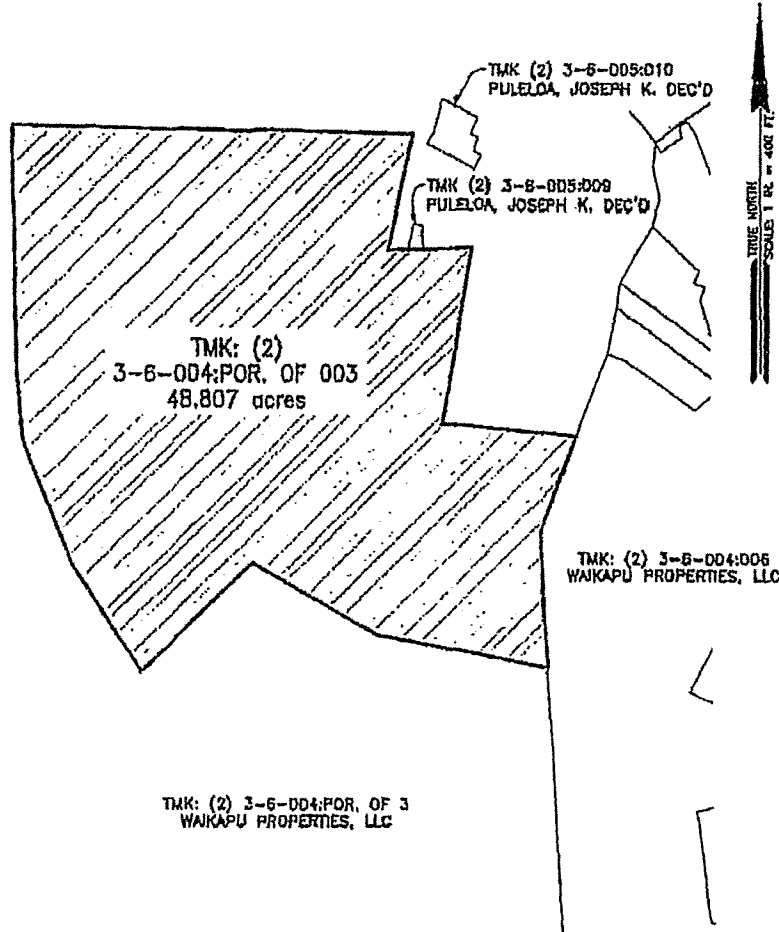 TMK (2) 3-6-005:010
PULELOA, JOSEPH K. DEC'D
TMK (2) 3-6-005:009
PULELOA, JOSEPH K. DEC'D
TRUE NORTH
SCALE: 1 IN. = 400 FT.
TMK: (2)
3-6-004:POR. OF 003
48.807 acres
TMK: (2) 3-6-004:006
WAIKAPU PROPERTIES, LLC
TMK: (2) 3-6-004:POR. OF 3
WAIKAPU PROPERTIES, LLC